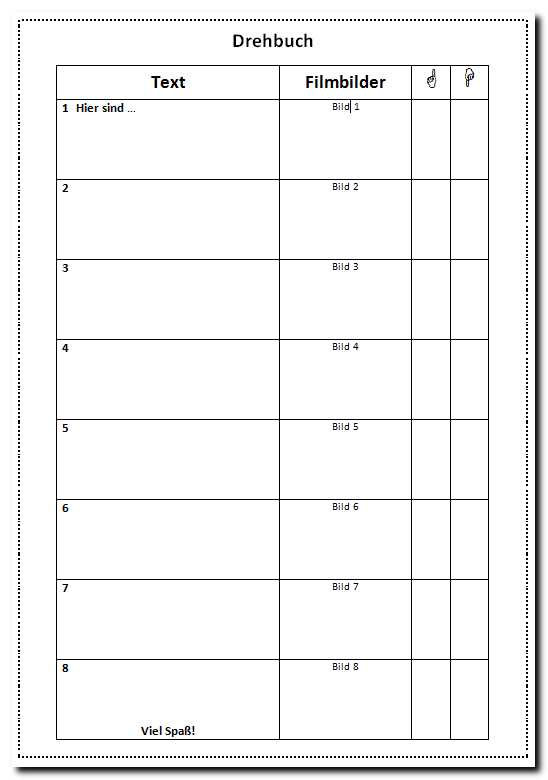 Drehbuch
Text Filmbilder
1 Hier sind ...
Bild 1
2
Bild 2
3
Bild 3
4
Bild 4
5
Bild 5
6
Bild 6
7
Bild 7
8
Bild 8
Viel Spaß!